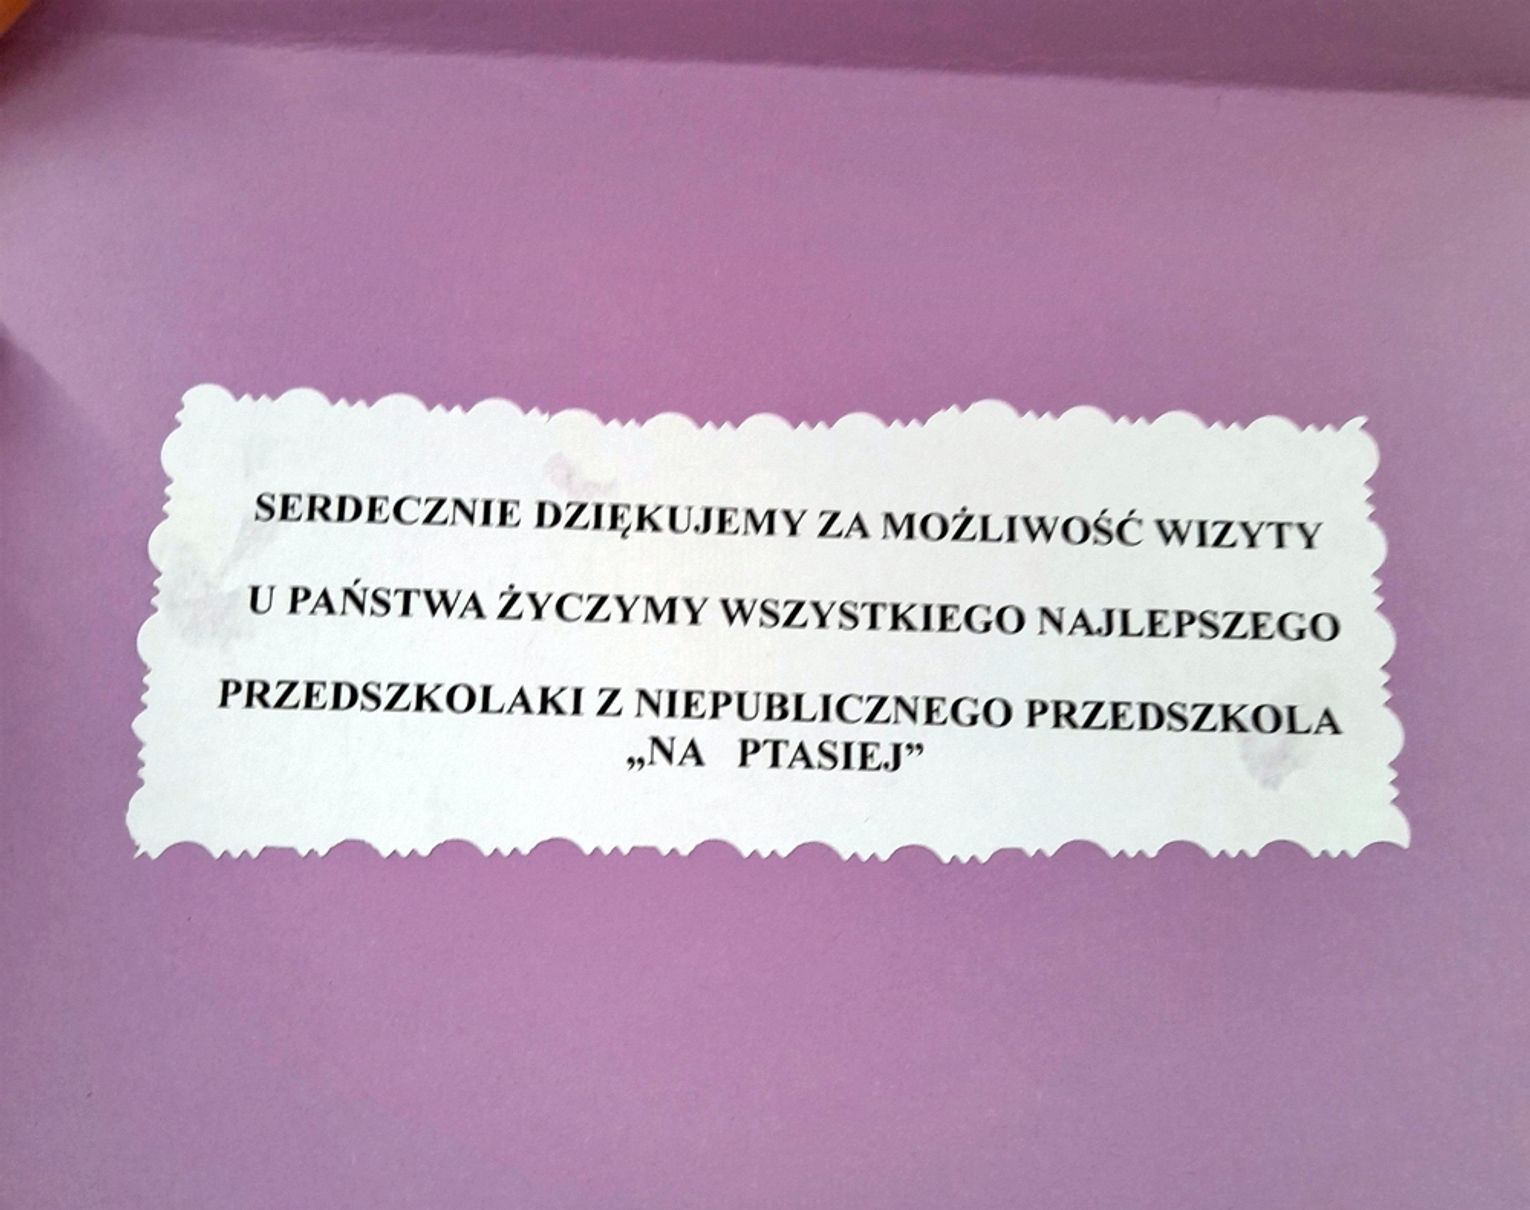 SERDECZNIE DZIĘKUJEMY ZA MOŻLIWOŚĆ WIZYTY
U PAŃSTWA ŻYCZYMY WSZYSTKIEGO NAJLEPSZEGO
PRZEDSZKOLAKI Z NIEPUBLICZNEGO PRZEDSZKOLA
„NA PTASIEJ”